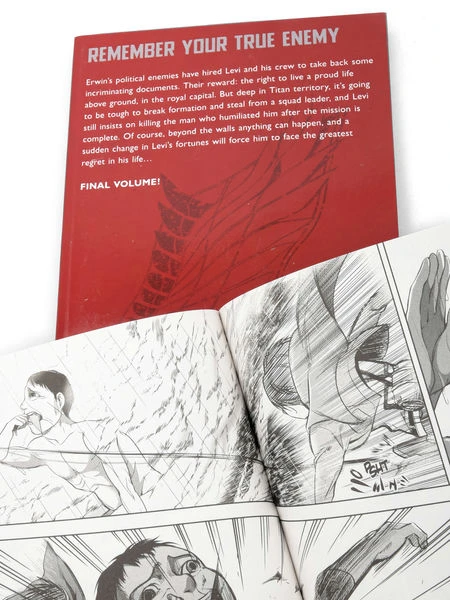 REMEMBER YOUR TRUE ENEMY
Erwin's political enemies have hired Levi and his crew to take back some
incriminating documents. Their reward: the right to live a proud life
above ground, in the royal capital. But deep in Titan territory, it's going
to be tough to break formation and steal from a squad leader, and Levi
still insists on killing the man who humiliated him after the mission is
complete. Of course, beyond the walls anything can happen, and a
sudden change in Levi's fortunes will force him to face the greatest
regret in his life...
FINAL VOLUME!
PSHT